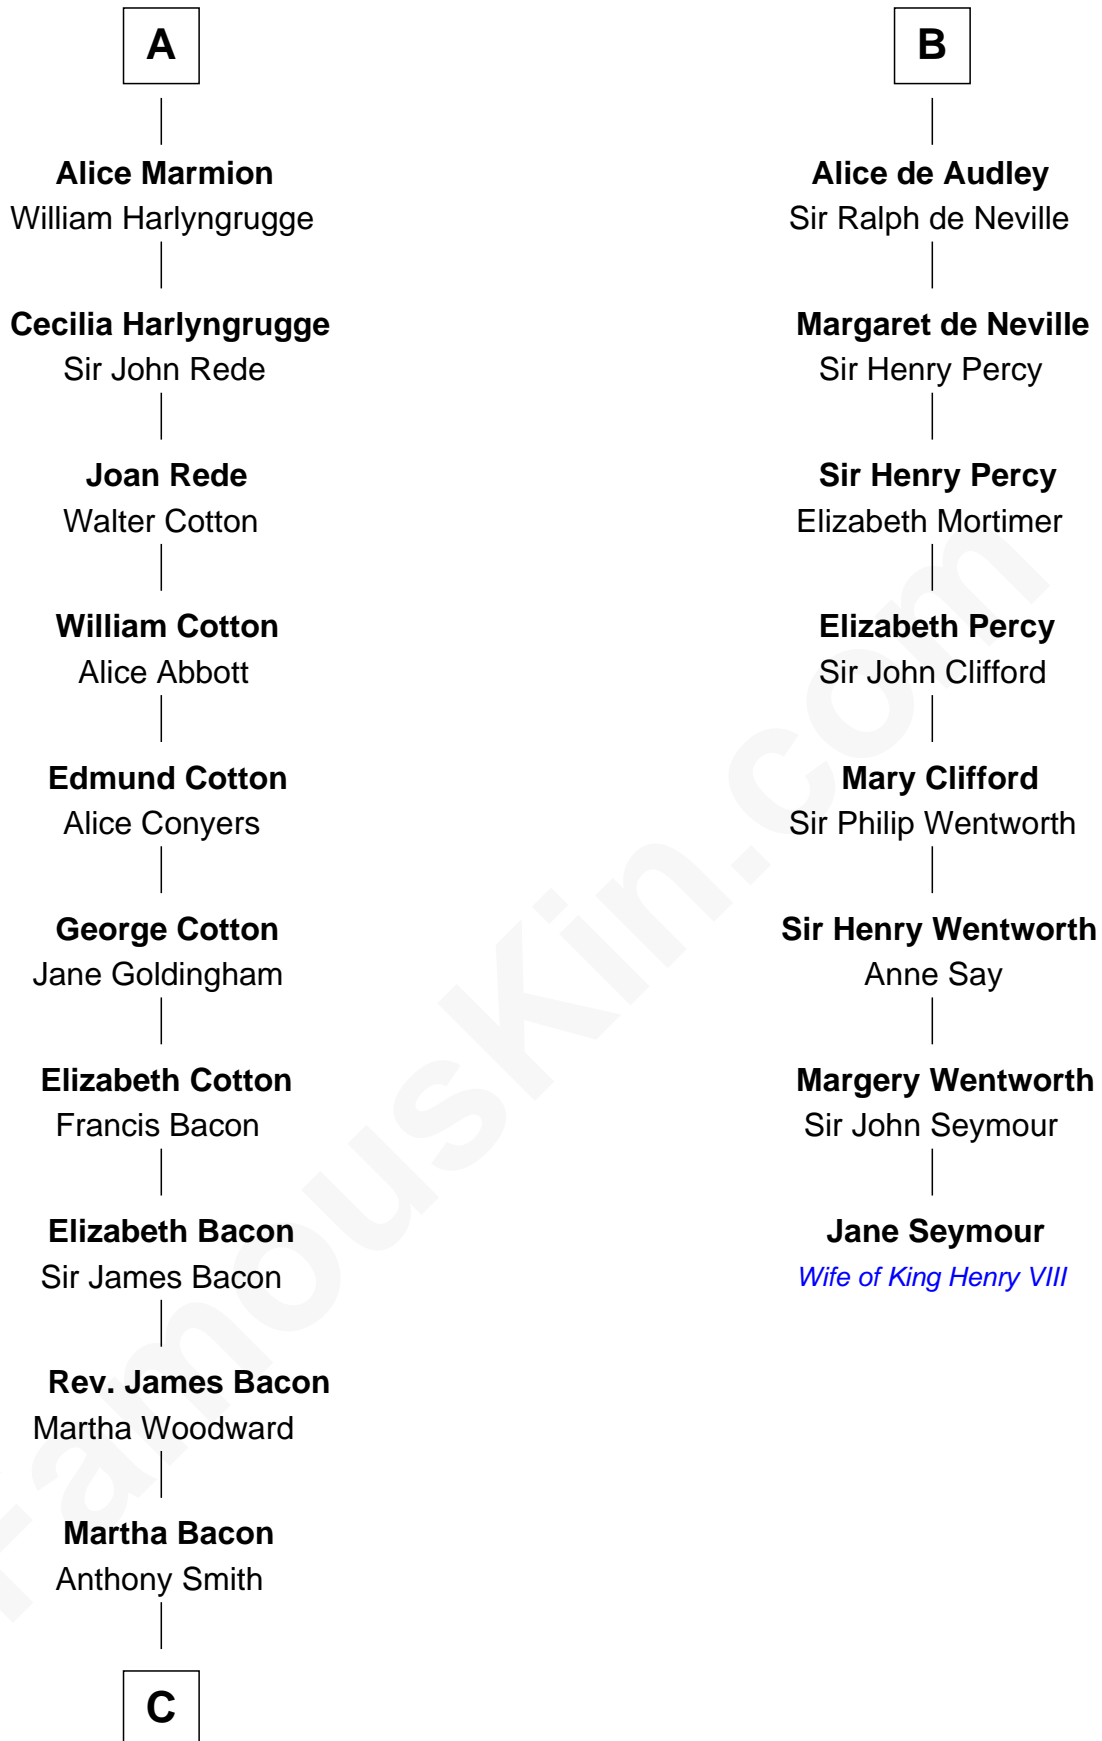 A
Alice Marmion
William Harlyngrugge
Cecilia Harlyngrugge
Sir John Rede
Joan Rede
Walter Cotton
William Cotton
Alice Abbott
Edmund Cotton
Alice Conyers
George Cotton
Jane Goldingham
Elizabeth Cotton
Francis Bacon
Elizabeth Bacon
Sir James Bacon
Rev. James Bacon
Martha Woodward
Martha Bacon
Anthony Smith
C
B
Alice de Audley
Sir Ralph de Neville
Margaret de Neville
Sir Henry Percy
Sir Henry Percy
Elizabeth Mortimer
Elizabeth Percy
Sir John Clifford
Mary Clifford
Sir Philip Wentworth
Sir Henry Wentworth
Anne Say
Margery Wentworth
Sir John Seymour
Jane Seymour
Wife of King Henry VIII
FamousKin.com